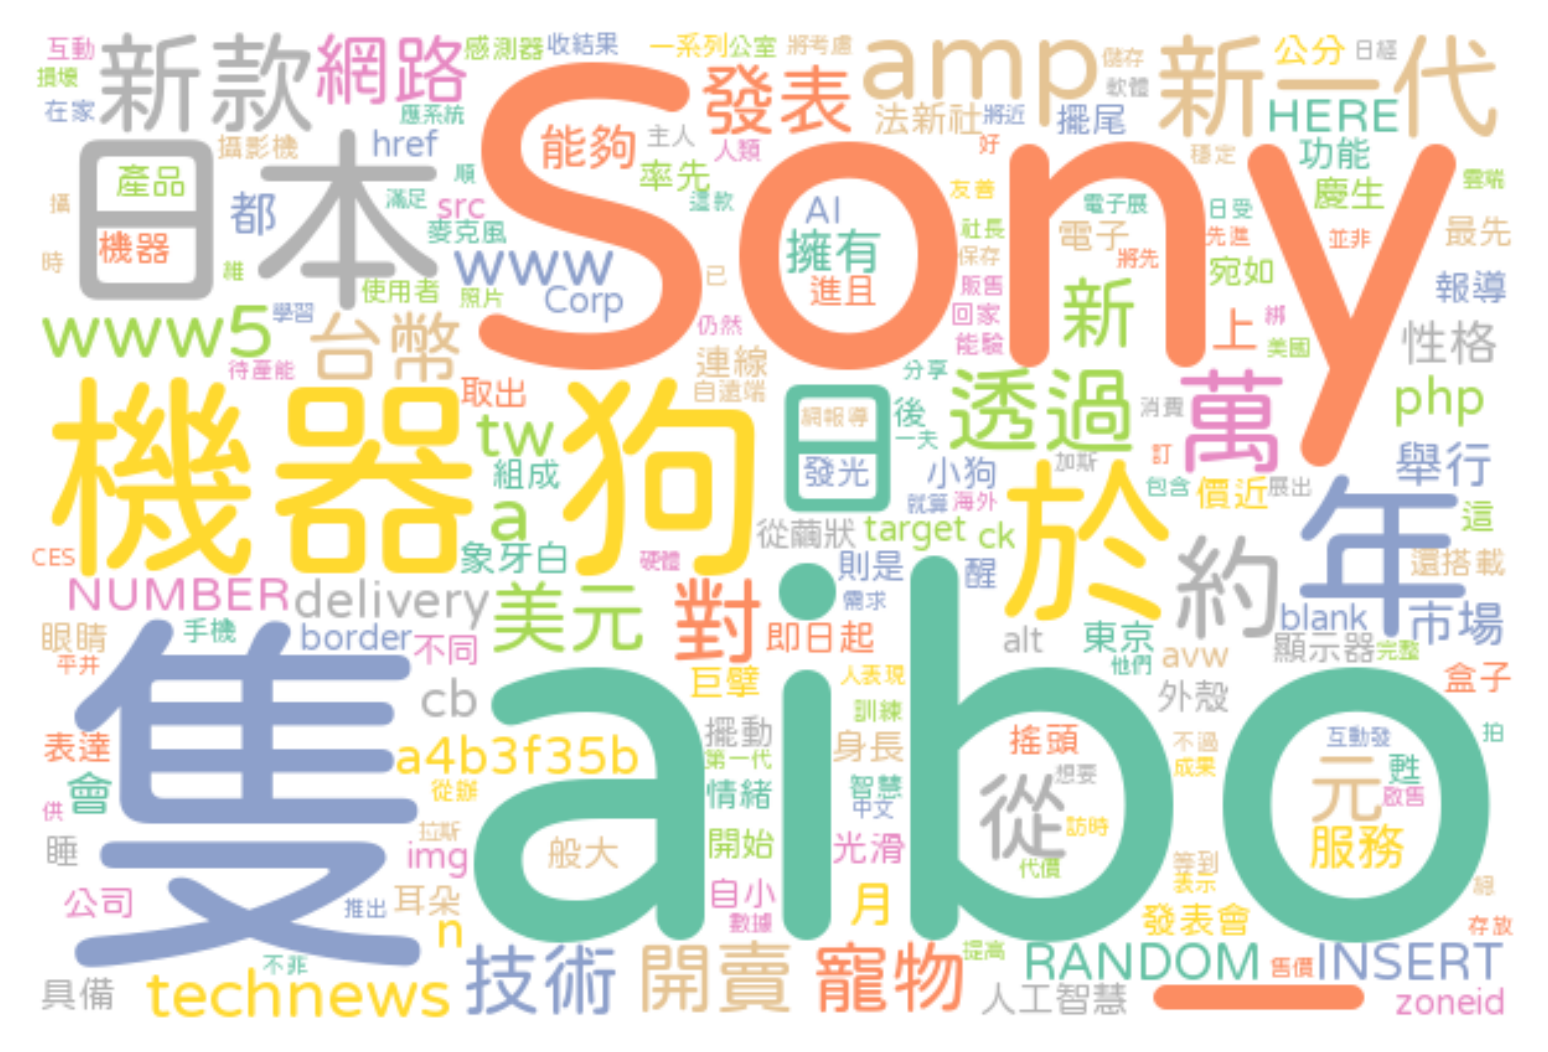 互動
新款
網路
感測器
收結果
一系列
公室
將考慮
amp
儲存
新一代
公分
日経
損壞
在家
應系統
Sony
發表
法新社
將近
軟體
擺尾
HERE
日本
攝影機
href
能夠
主人
人類
好
穩定
功能
產品
順
率先
友善
慶生
雲端
攝
都
滿足
src
這款
AI
電子展
日受
機器
麥克風
擁有
社長
電子
先進
並非
最先
時
維
www
保存
將先
宛如
使用者
照片
Corp
已
進且
販售
新
報導
www5
學習
台幣
仍然
回家
上
綁
性格
待產能
連線
能驗
美國
取出
自遠端
分享
透過
萬
php
機器狗
tw
日
網報導
後
消費
一夫
組成
發光
小狗
加斯
訂
舉行
a
就算
海外
於
包含
價近
展出
年
這
從繭狀
target
ck
CES
象牙白
硬體
則是
醒
約
還搭載
NUMBER
delivery
美元
對
aibo
需求
blank
市場
眼睛
手機
border
不同
即日起
alt
東京
顯示器
完整
平井
他們
avw
隻
巨擘
人表現
盒子
cb
外殼
表達
a4b3f35b
擺動
訓練
身長
搖頭
不過
互動發
拍
第一代
成果
元
甦
會
從辦
情緒
智慧
想要
啟售
供
中文
從
訪時
拉斯
睡
img
般大
開始
光滑
代價
等到
服務
表示
公司
推出
耳朵
自小
月
數據
發表會
存放
n
不非
技術
開賣
寵物
提高
RANDOM
售價
INSERT
具備
technews
人工智慧
一
zoneid